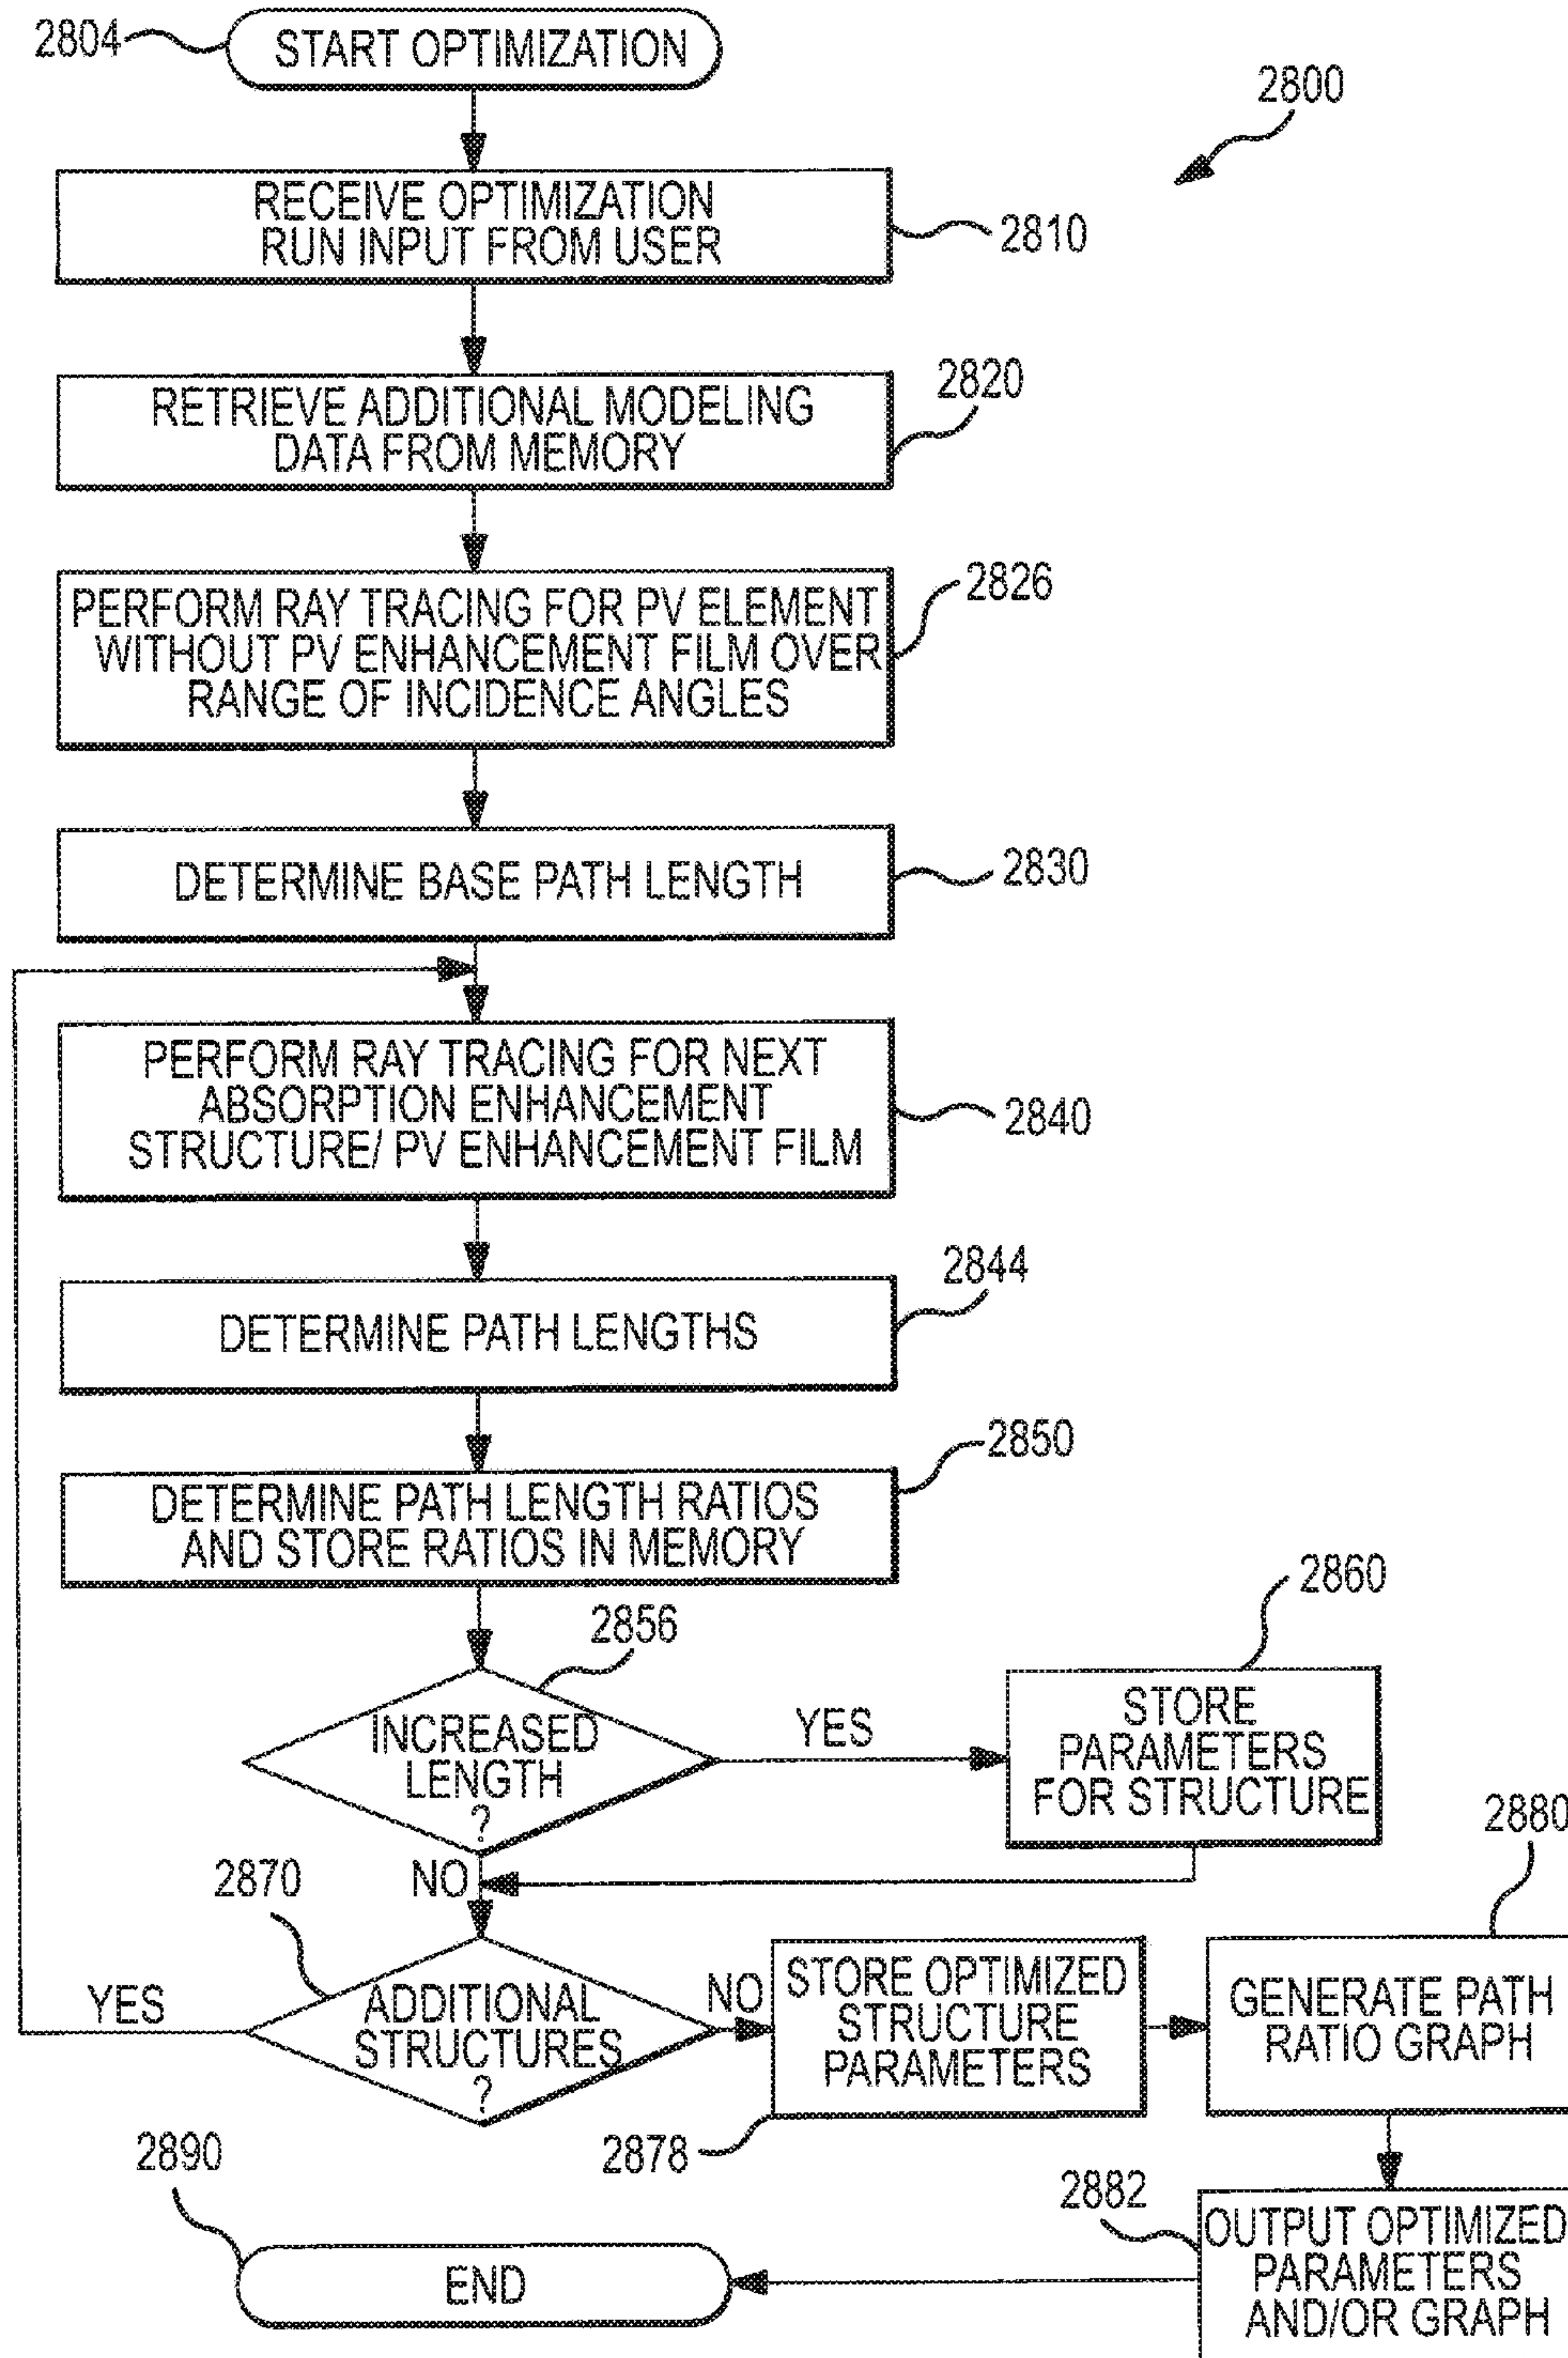 2804
START OPTIMIZATION
2800
RECEIVE OPTIMIZATION
RUN INPUT FROM USER
2810
RETRIEVE ADDITIONAL MODELING
DATA FROM MEMORY
2820
PERFORM RAY TRACING FOR PV ELEMENT
WITHOUT PV ENHANCEMENT FILM OVER
RANGE OF INCIDENCE ANGLES
2826
DETERMINE BASE PATH LENGTH
2830
PERFORM RAY TRACING FOR NEXT
ABSORPTION ENHANCEMENT
STRUCTURE/ PV ENHANCEMENT FILM
2840
DETERMINE PATH LENGTHS
2844
DETERMINE PATH LENGTH RATIOS
AND STORE RATIOS IN MEMORY
2850
2856
INCREASED
LENGTH
?
YES
NO
2860
STORE
PARAMETERS
FOR STRUCTURE
2870
ADDITIONAL
STRUCTURES
?
YES
NO
STORE OPTIMIZED
STRUCTURE
PARAMETERS
2878
2880
GENERATE PATH
RATIO GRAPH
2882
OUTPUT OPTIMIZED
PARAMETERS
AND/OR GRAPH
2890
END